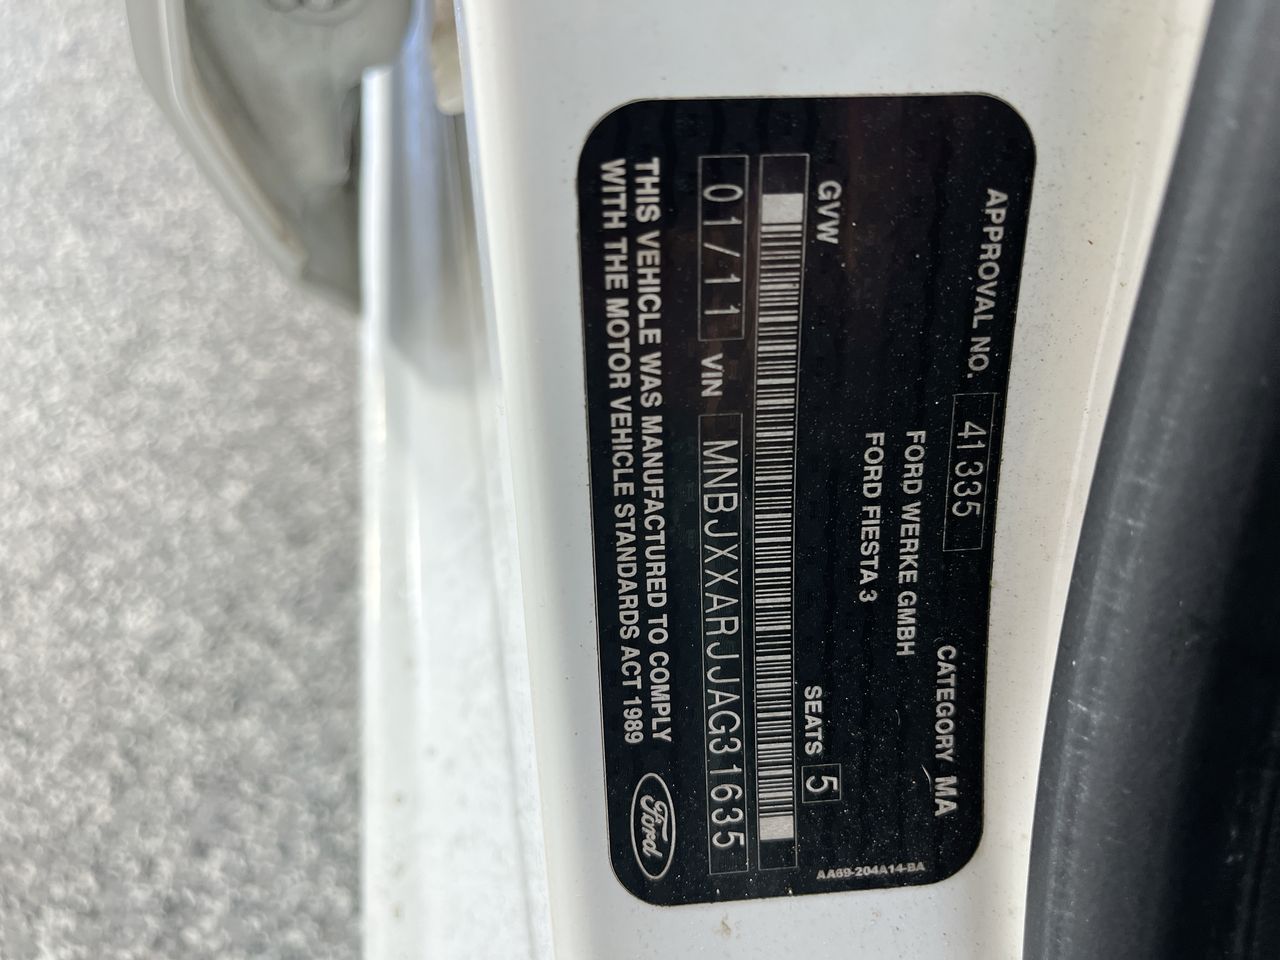 APPROVAL NO. 41335 CATEGORY MA
FORD WERKE GMBH
FORD FIESTA 3
GVW SEATS 5
01/11 VIN MNBJXXARJJAG31635
THIS VEHICLE WAS MANUFACTURED TO COMPLY
WITH THE MOTOR VEHICLE STANDARDS ACT 1989
Ford
AA69-204A14-BA